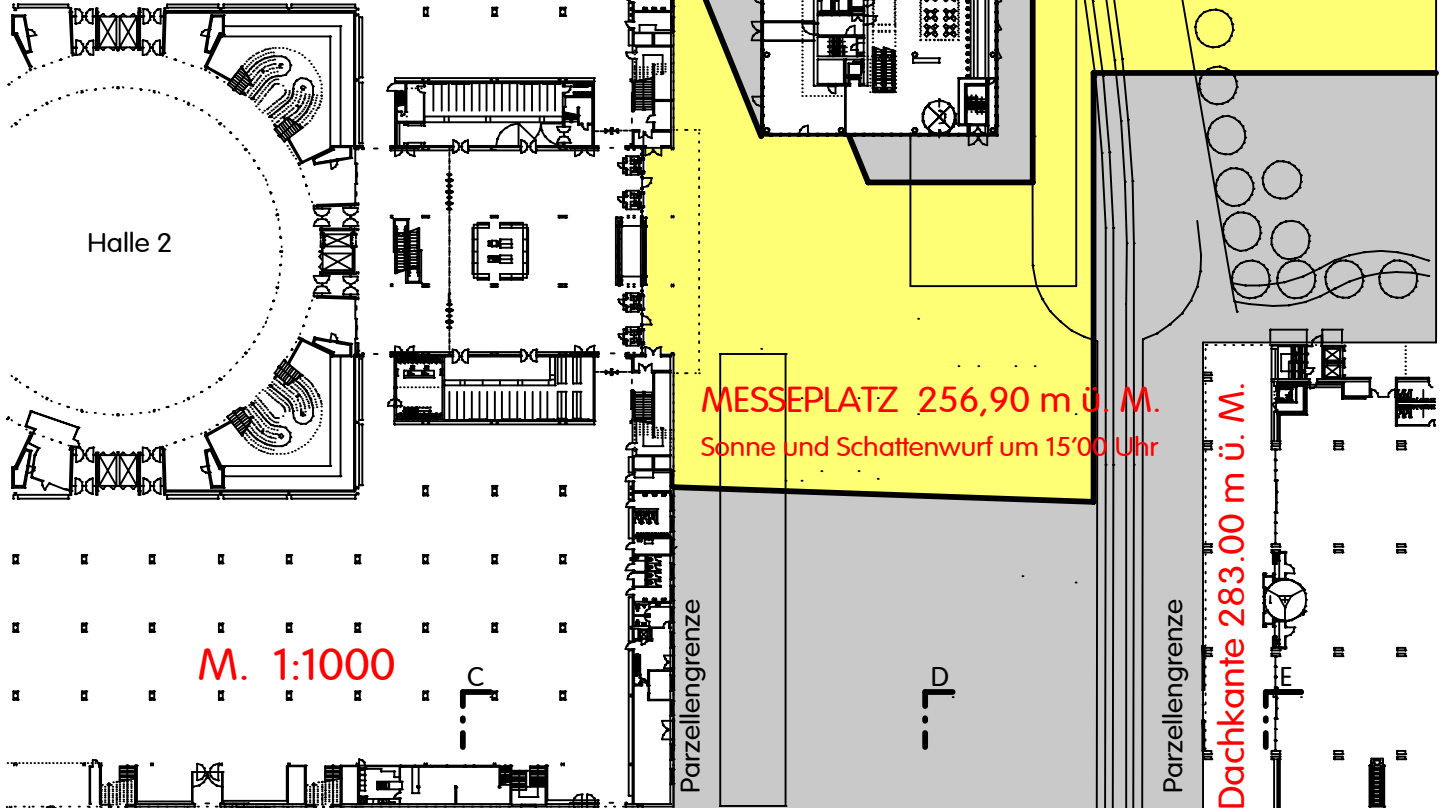 Halle 2
MESSEPLATZ 256,90 m ü. M.
Sonne und Schattenwurf um 15'00 Uhr
M. 1:1000
C
Parzellengrenze
D
Parzellengrenze
Dachkante 283.00 m ü. M.
E